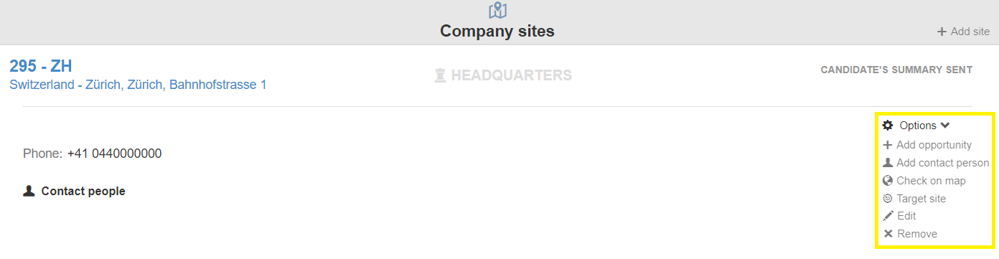 Company sites
+ Add site
295 - ZH
Switzerland - Zürich, Zürich, Bahnhofstrasse 1
HEADQUARTERS
CANDIDATE'S SUMMARY SENT
Options
Add opportunity
Phone: +41 0440000000
Add contact person
Check on map
Contact people
Target site
Edit
Remove